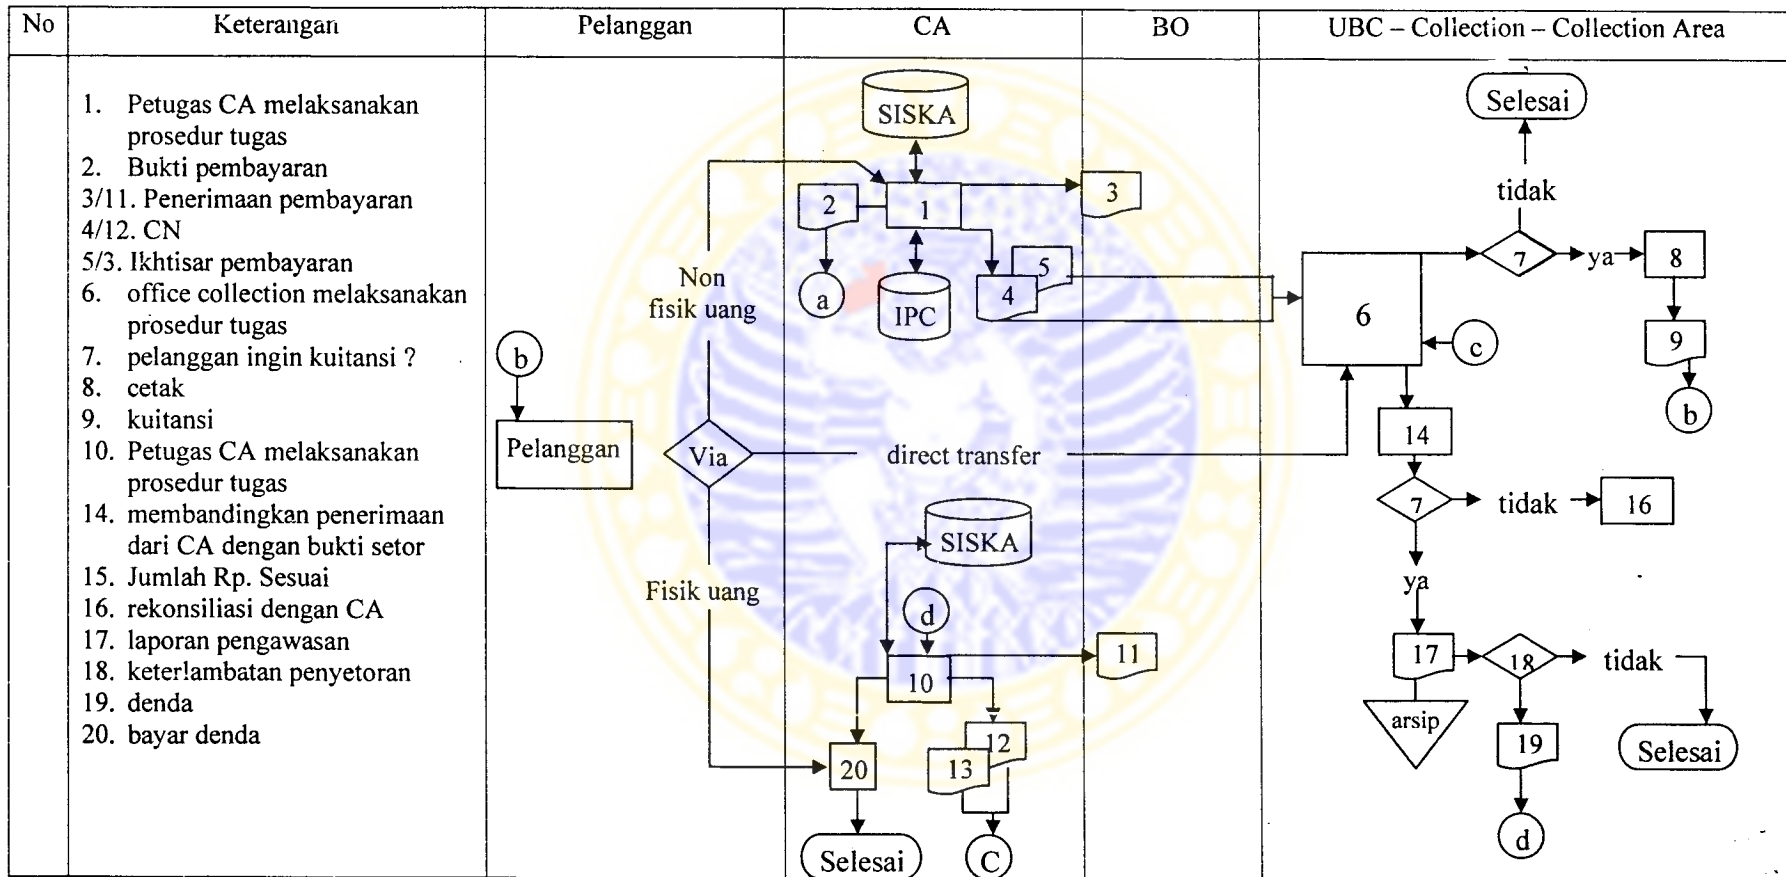 No Keterangan Pelanggan CA BO UBC – Collection – Collection Area
1. Petugas CA melaksanakan
prosedur tugas
2. Bukti pembayaran
3/11. Penerimaan pembayaran
4/12. CN
5/3. Ikhtisar pembayaran
6. office collection melaksanakan
prosedur tugas
7. pelanggan ingin kuitansi ?
8. cetak
9. kuitansi
10. Petugas CA melaksanakan
prosedur tugas
14. membandingkan penerimaan
dari CA dengan bukti setor
15. Jumlah Rp. Sesuai
16. rekonsiliasi dengan CA
17. laporan pengawasan
18. keterlambatan penyetoran
19. denda
20. bayar denda
b
Pelanggan
Via
Non
fisik uang
direct transfer
Fisik uang
SISKA
2
1
a
IPC
5
4
SISKA
d
10
12
13
20
Selesai
C
3
11
Selesai
tidak
7
ya
8
6
c
9
b
14
7
tidak
16
ya
17
18
tidak
arsip
19
Selesai
d